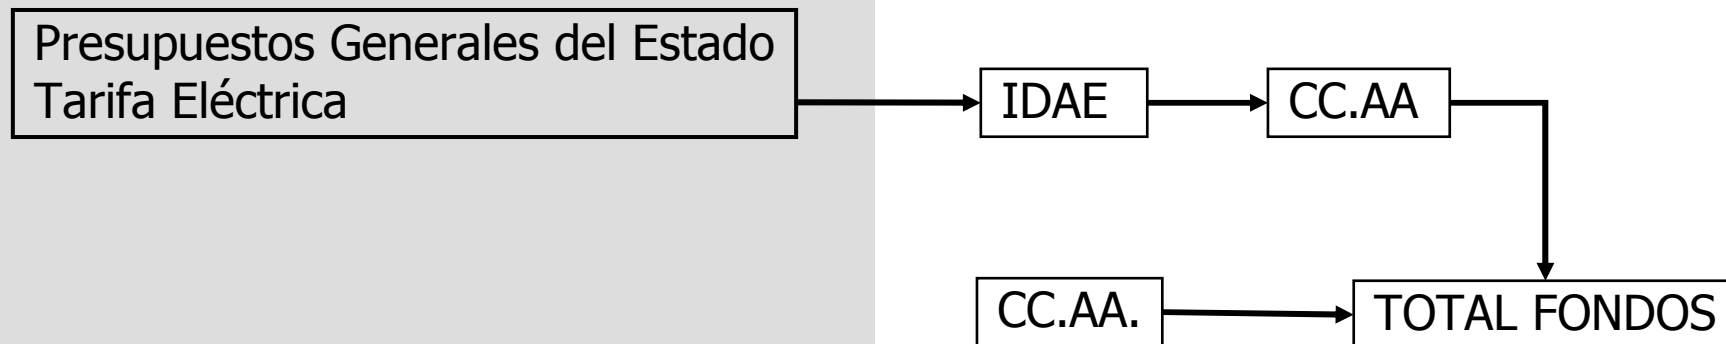 Presupuestos Generales del Estado
Tarifa Eléctrica
IDAE
CC.AA
CC.AA.
TOTAL FONDOS